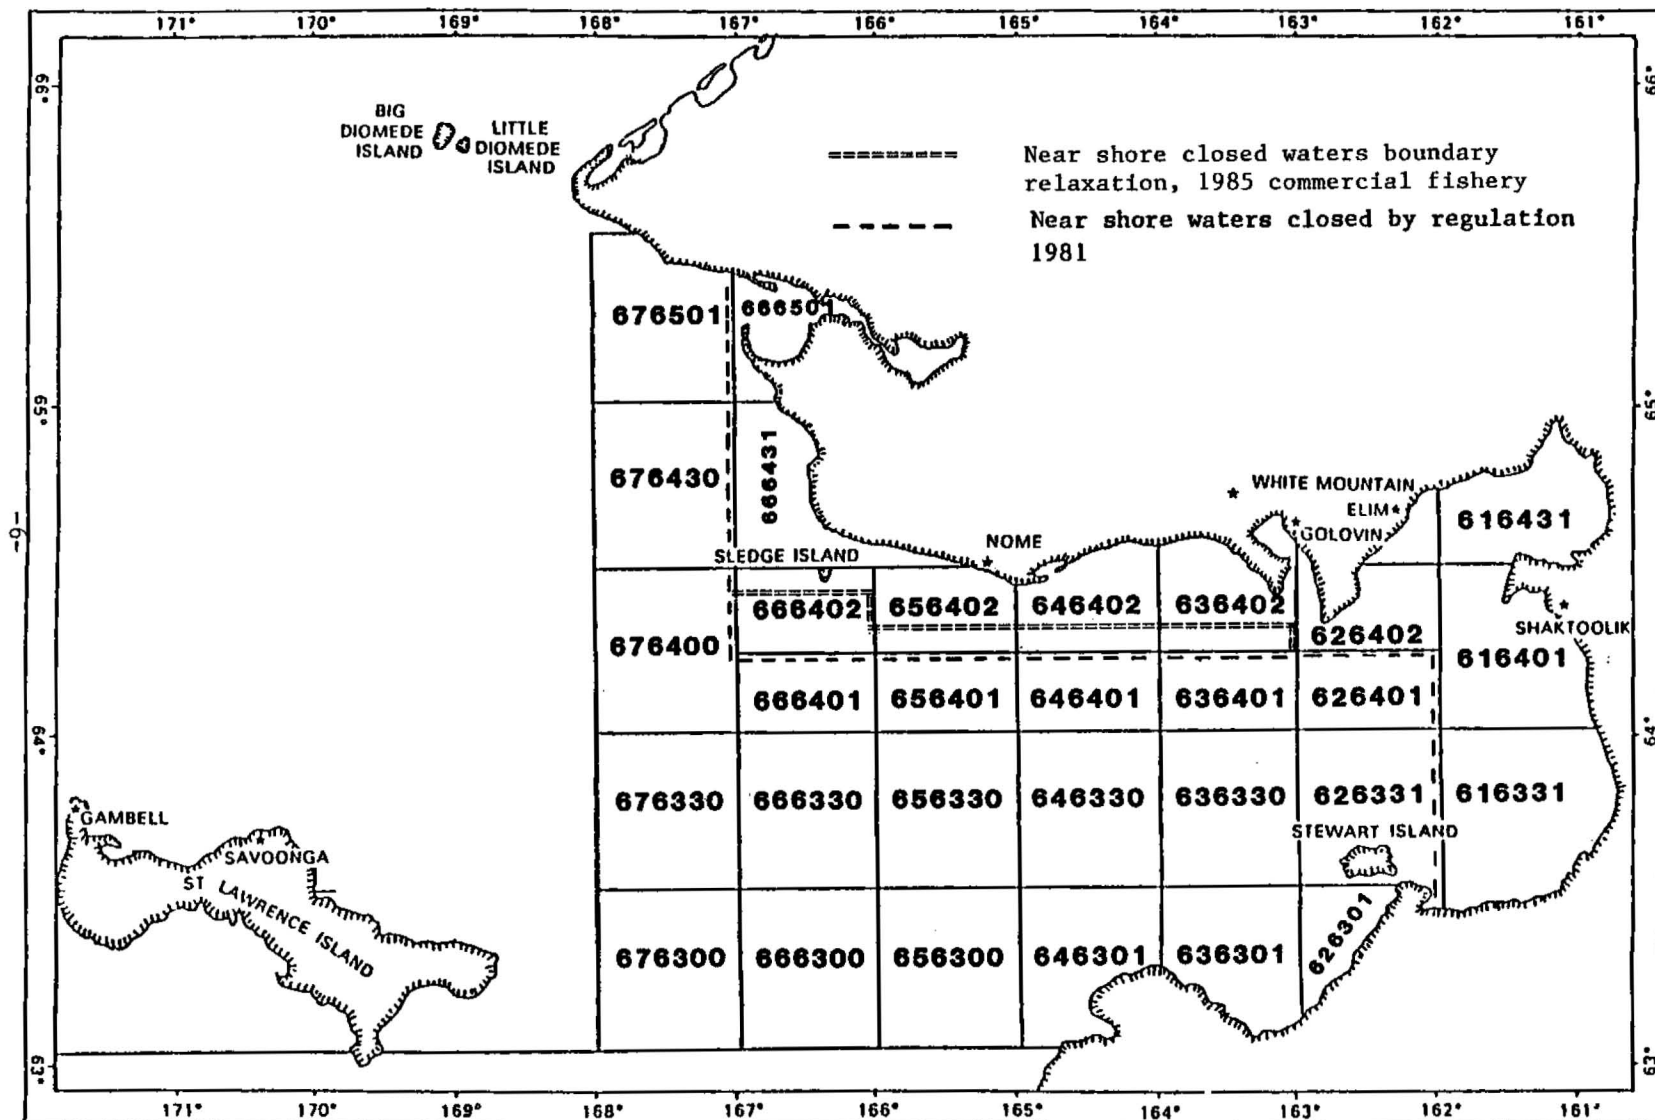 171° 170° 169° 168° 167° 166° 165° 164° 163° 162° 161°
66° 66°
BIG
DIOMEDE
ISLAND
LITTLE
DIOMEDE
ISLAND
Near shore closed waters boundary
relaxation, 1985 commercial fishery
Near shore waters closed by regulation
1981
676501 666501
65° 65°
676430 666431
WHITE MOUNTAIN
ELIM
GOLOVIN
616431
-6-
NOME
SLEDGE ISLAND
666402 656402 646402 636402 626402
SHAKTOOLIK
676400 616401
666401 656401 646401 636401 626401
64° 64°
676330 666330 656330 646330 636330 626331 616331
GAMBELL
SAVOONGA
STEWART ISLAND
ST LAWRENCE ISLAND
676300 666300 656300 646301 636301 626301
63° 63°
171° 170° 169° 168° 167° 166° 165° 164° 163° 162° 161°